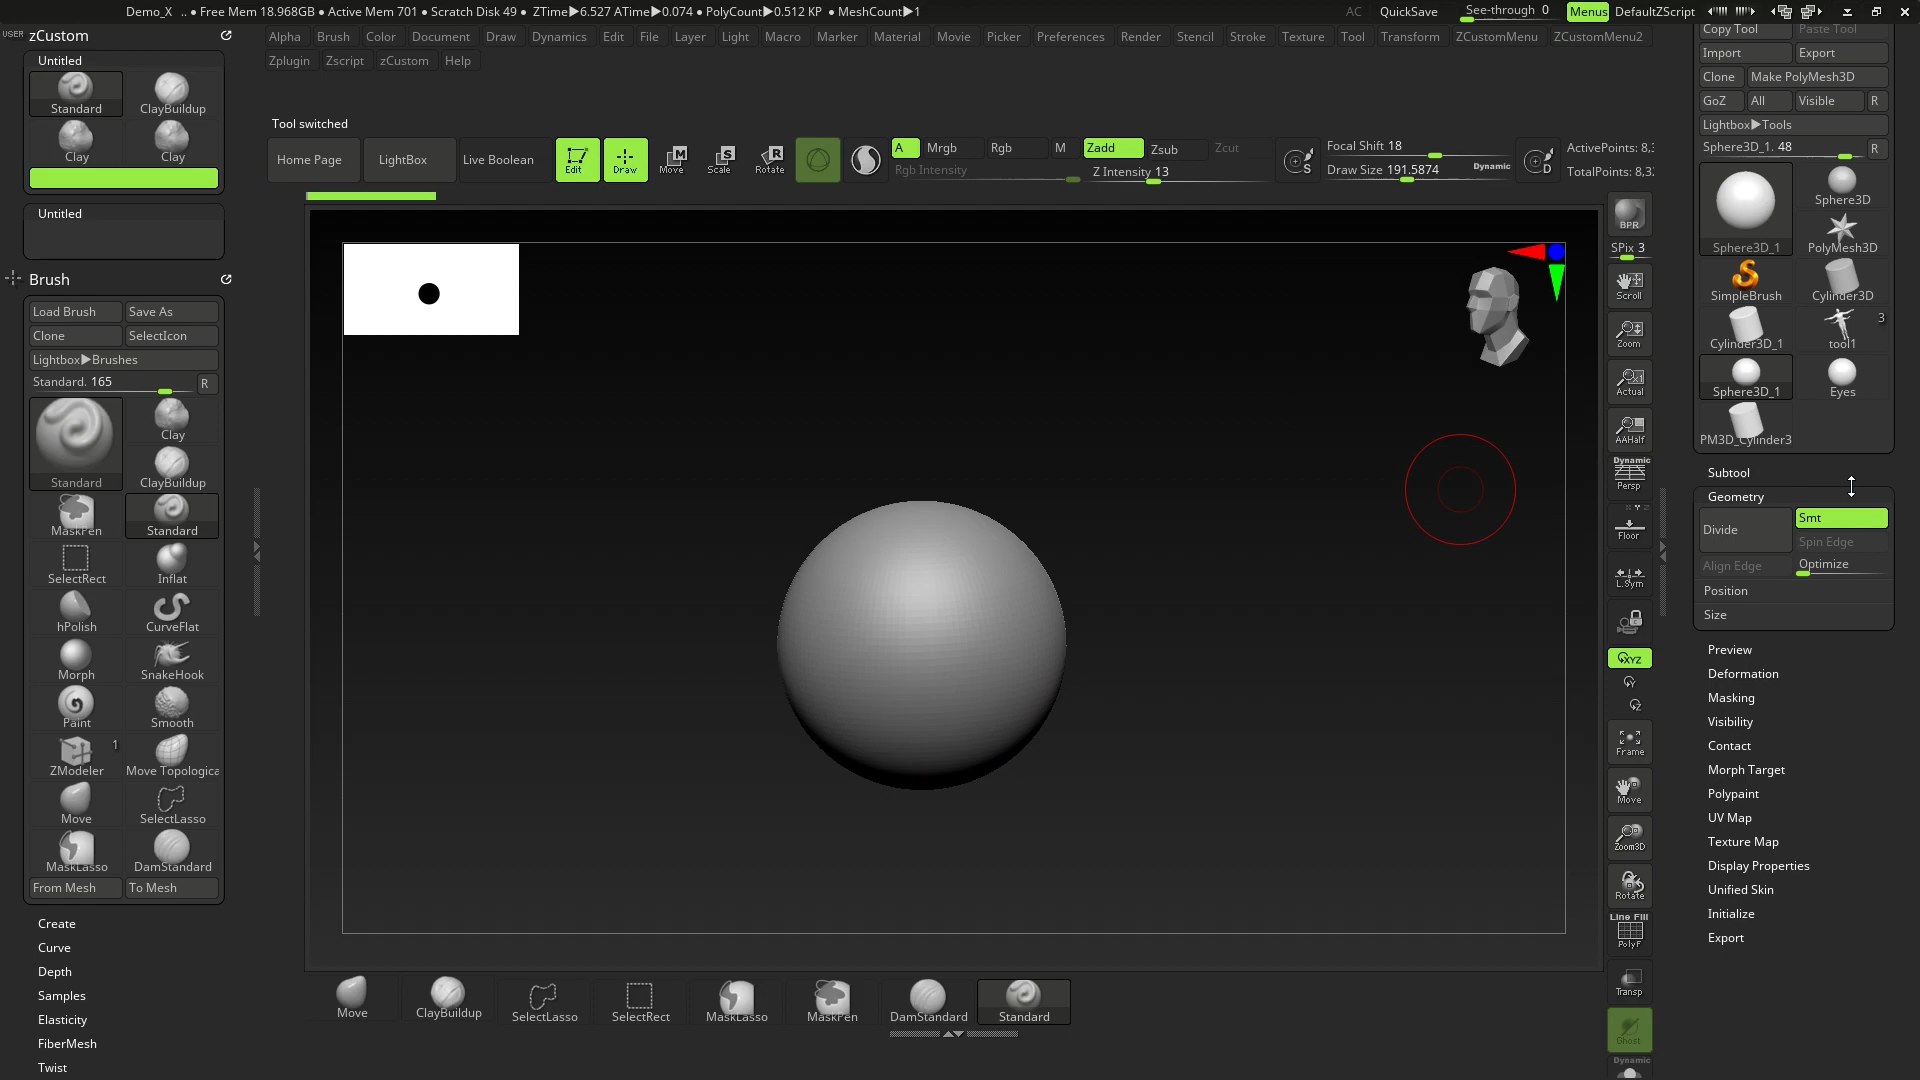 Demo_X .. • Free Mem 18.968GB • Active Mem 701 • Scratch Disk 49 • ZTime▶6.527 ATime▶0.074 • PolyCount▶0.512 KP • MeshCount▶1
AC QuickSave See-through 0 Menus DefaultZScript
USER zCustom
Alpha Brush Color Document Draw Dynamics Edit File Layer Light Macro Marker Material Movie Picker Preferences Render Stencil Stroke Texture Tool Transform ZCustomMenu ZCustomMenu2
Zplugin Zscript zCustom Help
Untitled
Standard ClayBuildup
Clay Clay
Untitled
Brush
Load Brush Save As
Clone SelectIcon
Lightbox▶Brushes
Standard. 165 R
Clay
Standard ClayBuildup
MaskPen Standard
SelectRect Inflat
hPolish CurveFlat
Morph SnakeHook
Paint Smooth
1
ZModeler Move Topologica
Move SelectLasso
MaskLasso DamStandard
From Mesh To Mesh
Create
Curve
Depth
Samples
Elasticity
FiberMesh
Twist
Tool switched
Home Page LightBox Live Boolean Edit Draw Move Scale Rotate
M S R
A Mrgb Rgb M Zadd Zsub Zcut
Rgb Intensity Z Intensity 13
S Focal Shift 18
Draw Size 191.5874 Dynamic
D ActivePoints: 8,3
TotalPoints: 8,3
BPR
SPix 3
Scroll
Zoom
Actual
AAHalf
Dynamic
Persp
Floor
L.Sym
XYZ
Y
Z
Frame
Move
Zoom3D
Rotate
Line Fill
PolyF
Transp
Ghost
Dynamic
Move ClayBuildup SelectLasso SelectRect MaskLasso MaskPen DamStandard Standard
Copy Tool Paste Tool
Import Export
Clone Make PolyMesh3D
GoZ All Visible R
Lightbox▶Tools
Sphere3D_1. 48 R
Sphere3D
Sphere3D_1 PolyMesh3D
SimpleBrush Cylinder3D
3
Cylinder3D_1 tool1
Sphere3D_1 Eyes
PM3D_Cylinder3
Subtool
Geometry
Divide Smt
Spin Edge
Align Edge Optimize
Position
Size
Preview
Deformation
Masking
Visibility
Contact
Morph Target
Polypaint
UV Map
Texture Map
Display Properties
Unified Skin
Initialize
Export